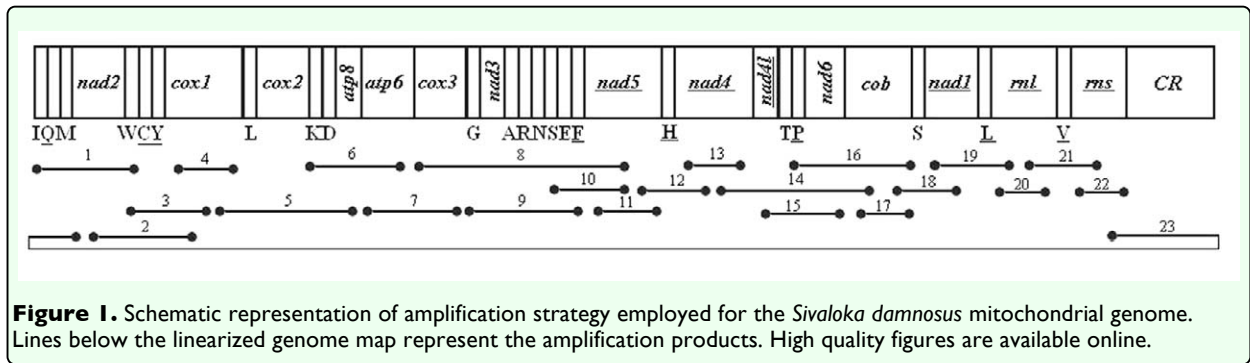 nad2 cox1 cox2 atp8 atp6 cox3 nad3 nad5 nad4 nad4l nad6 cob nad1 rnl rns CR
IQM WCY L KD G ARNSEF H TP S L V
1 4 6 8 13 16 19 21
10 12 14 18 20 22
3 5 7 9 11 15 17
2 23
Figure 1. Schematic representation of amplification strategy employed for the Sivaloka damnosus mitochondrial genome.
Lines below the linearized genome map represent the amplification products. High quality figures are available online.